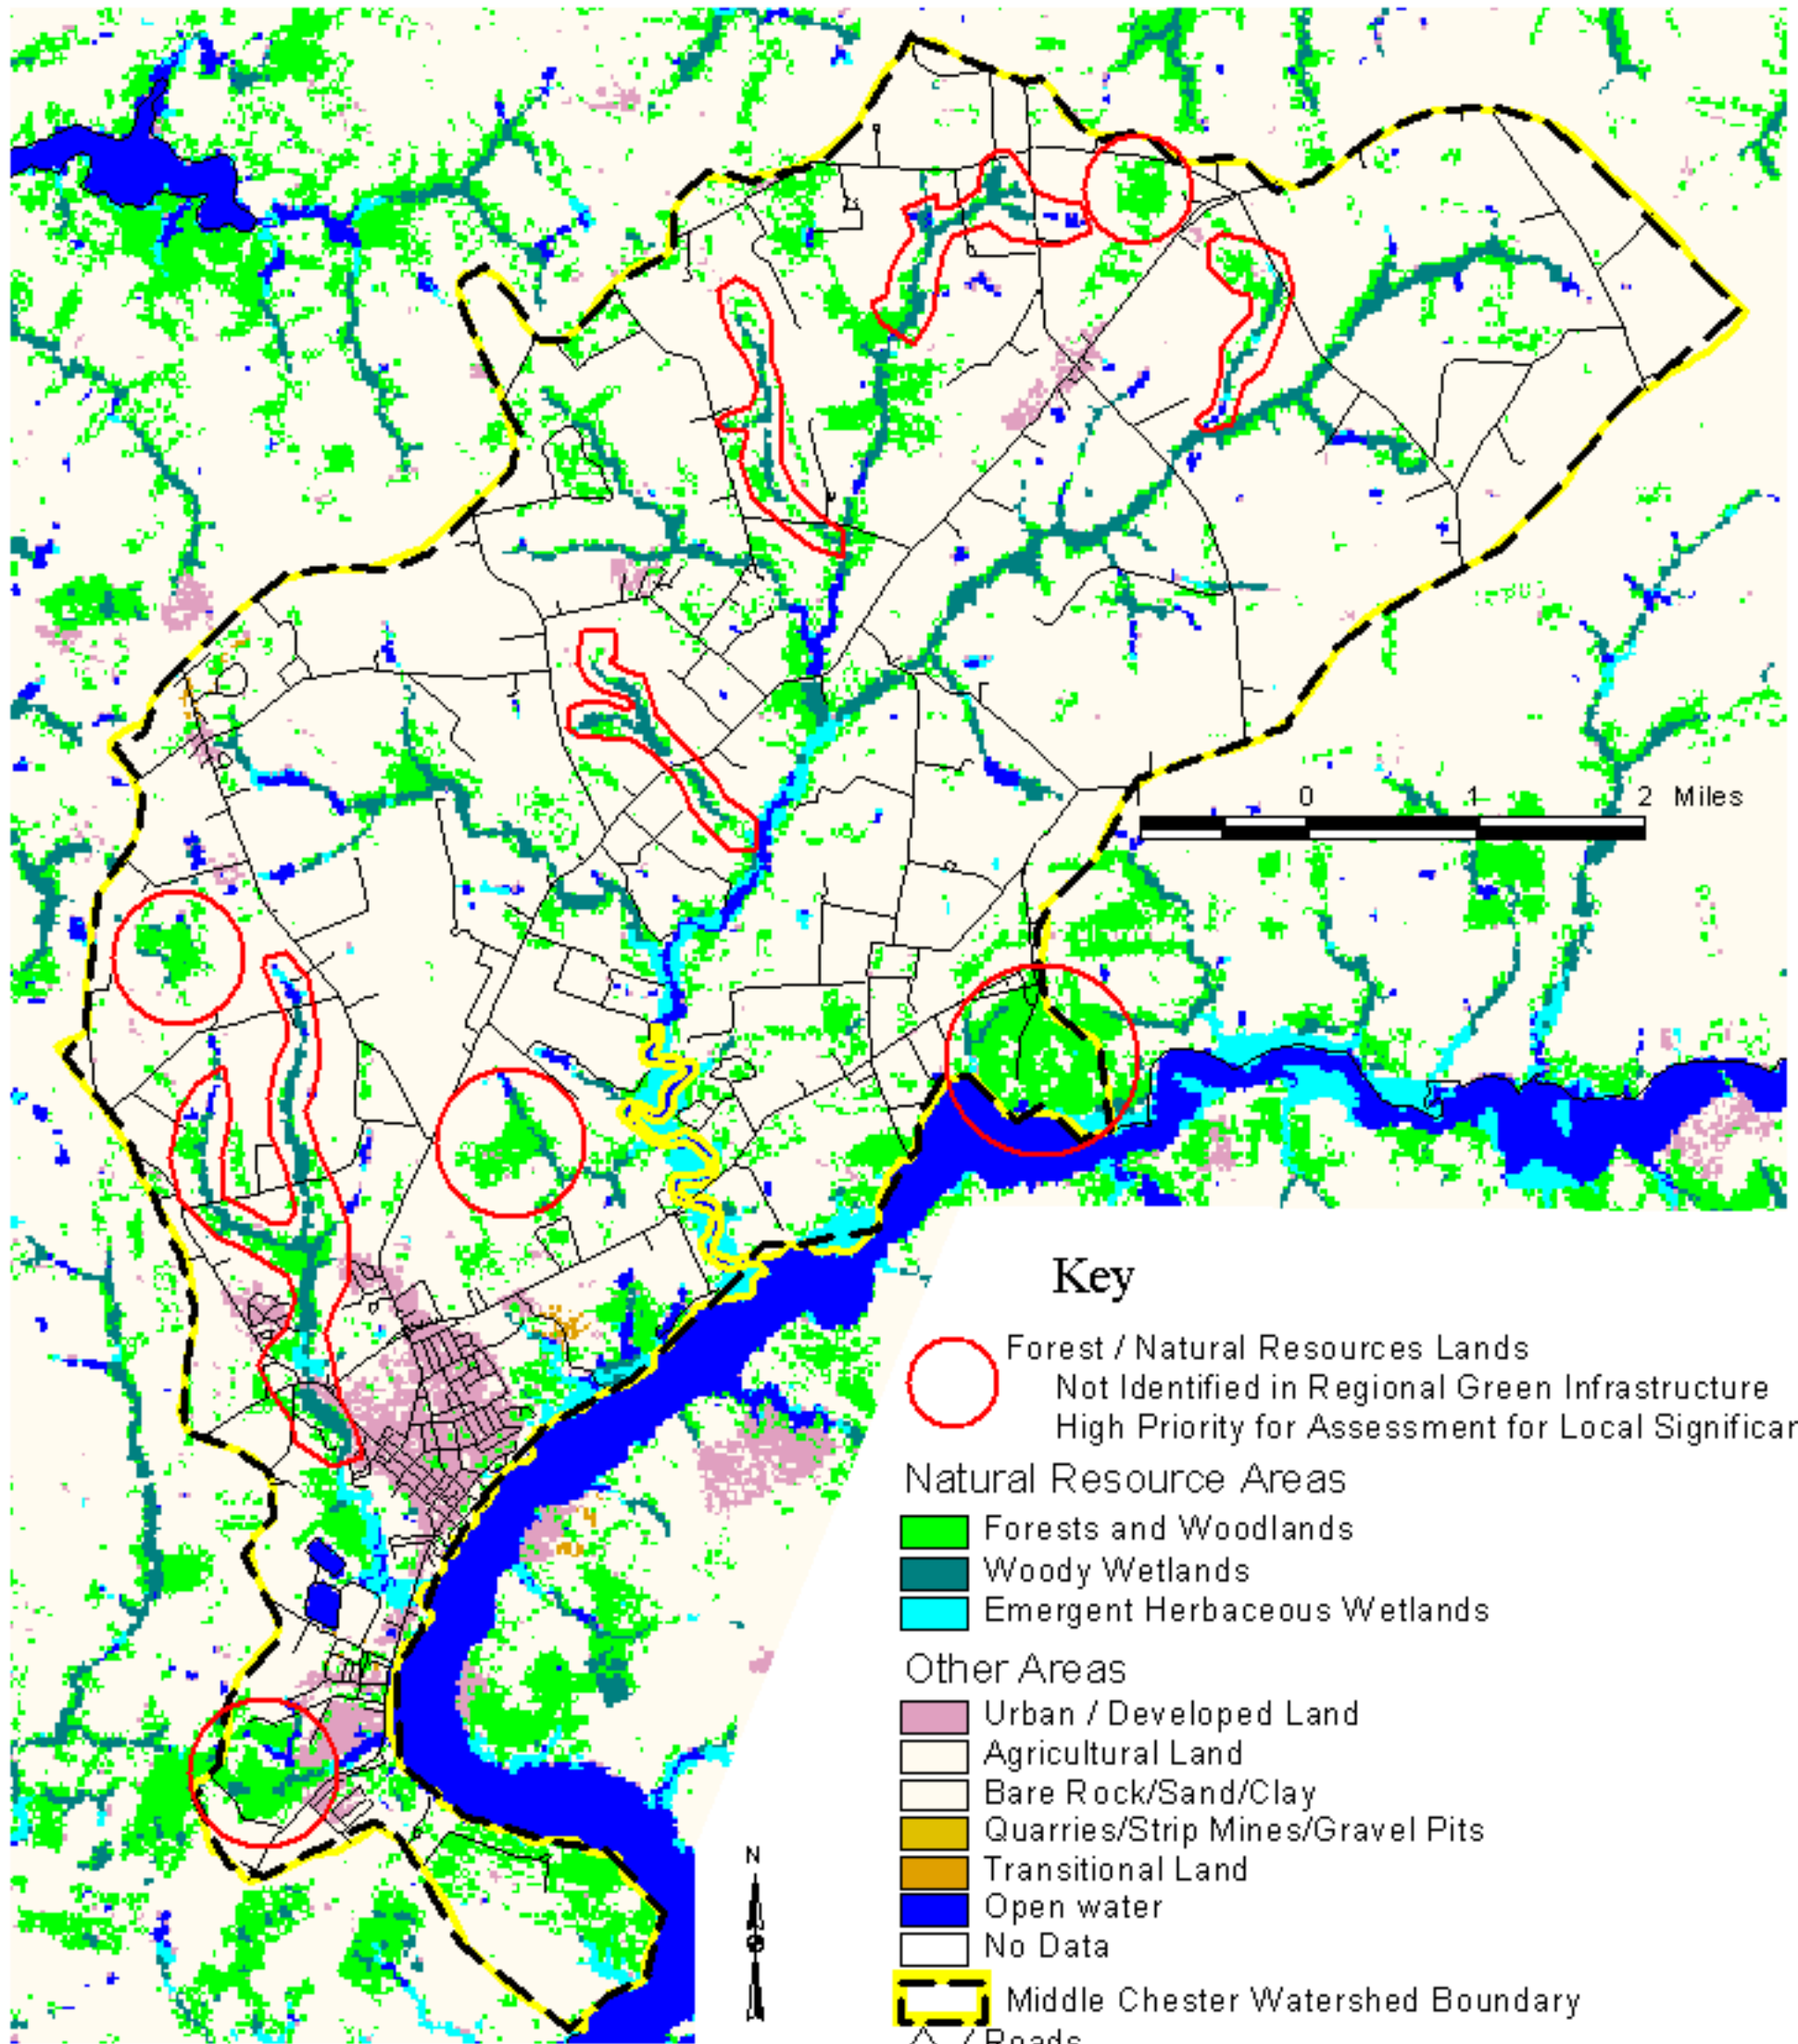 0 1 2 Miles
Key
Forest / Natural Resources Lands
Not Identified in Regional Green Infrastructure
High Priority for Assessment for Local Significan
Natural Resource Areas
Forests and Woodlands
Woody Wetlands
Emergent Herbaceous Wetlands
Other Areas
Urban / Developed Land
Agricultural Land
Bare Rock/Sand/Clay
Quarries/Strip Mines/Gravel Pits
Transitional Land
Open water
N
No Data
Middle Chester Watershed Boundary
Roads